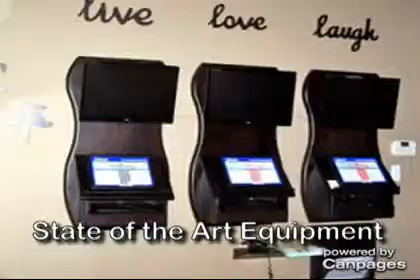 live love laugh
State of the Art Equipment
powered by
Canpages